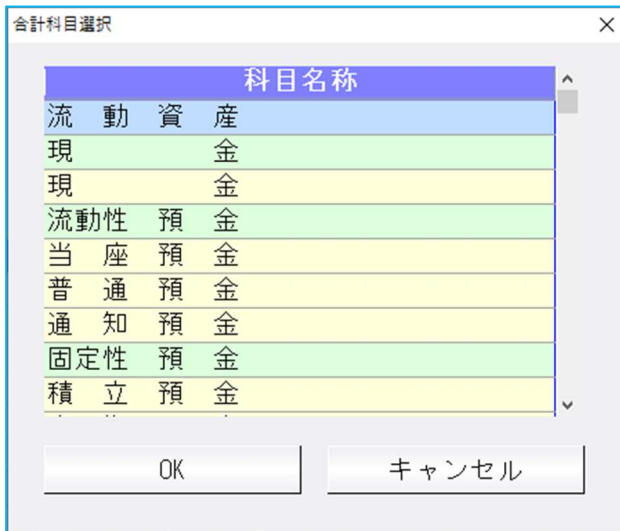 合計科目選択
科目名称
流 動 資 産
現 金
現 金
流動性 預 金
当 座 預 金
普 通 預 金
通 知 預 金
固定性 預 金
積 立 預 金
OK キャンセル